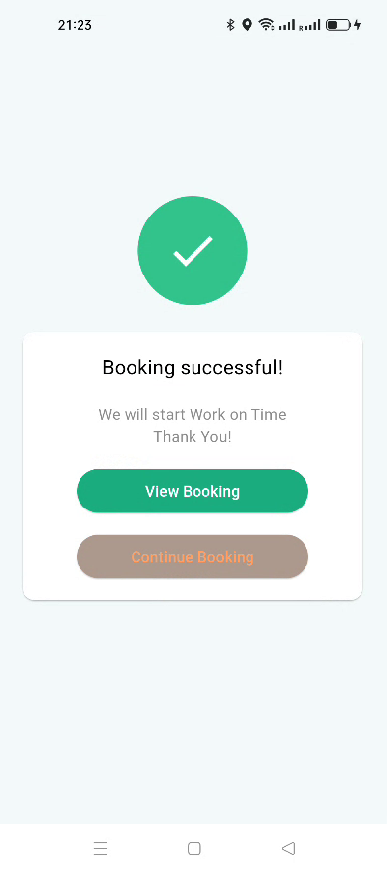 21:23
Booking successful!
We will start Work on Time
Thank You!
View Booking
Continue Booking